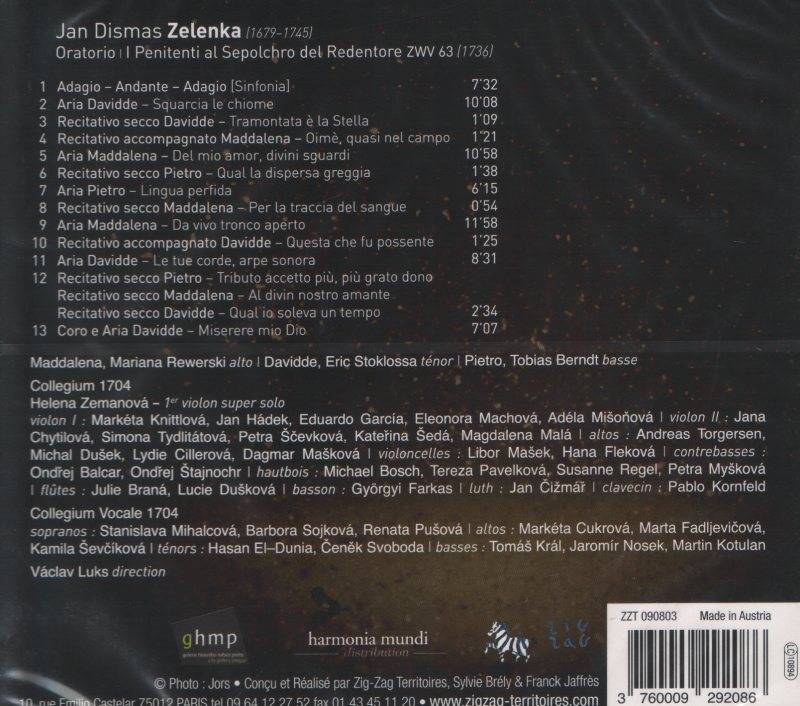 Jan Dismas Zelenka (1679-1745)
Oratorio | I Penitenti al Sepolchro del Redentore ZWV 63 (1736)
1 Adagio – Andante – Adagio [Sinfonia] 7'32
2 Aria Davidde – Squarcia le chiome 10'08
3 Recitativo secco Davidde – Tramontata è la Stella 1'09
4 Recitativo accompagnato Maddalena – Oimè, quasi nel campo 1'21
5 Aria Maddalena – Del mio amor, divini sguardi 10'58
6 Recitativo secco Pietro – Qual la dispersa greggia 1'38
7 Aria Pietro – Lingua perfida 6'15
8 Recitativo secco Maddalena – Per la traccia del sangue 0'54
9 Aria Maddalena – Da vivo tronco aperto 11'58
10 Recitativo accompagnato Davidde – Questa che fu possente 1'25
11 Aria Davidde – Le tue corde, arpe sonora 8'31
12 Recitativo secco Pietro – Tributo accetto più, più grato dono
Recitativo secco Maddalena – Al divin nostro amante
Recitativo secco Davidde – Qual io soleva un tempo 2'34
13 Coro e Aria Davidde – Miserere mio Dio 7'07
Maddalena, Mariana Rewerski alto | Davidde, Eric Stoklossa ténor | Pietro, Tobias Berndt basse
Collegium 1704
Helena Zemanová – 1er violon super solo
violon I : Markéta Knittlová, Jan Hádek, Eduardo García, Eleonora Machová, Adéla Mišoňová | violon II : Jana
Chytilová, Simona Tydlitátová, Petra Ščevková, Kateřina Šedá, Magdalena Malá | altos : Andreas Torgersen,
Michal Dušek, Lydie Cillerová, Dagmar Mašková | violoncelles : Libor Mašek, Hana Fleková | contrebasses :
Ondřej Balcar, Ondřej Štajnochr | hautbois : Michael Bosch, Tereza Pavelková, Susanne Regel, Petra Myšková
| flûtes : Julie Braná, Lucie Dušková | basson : Györgyi Farkas | luth : Jan Čižmář | clavecin : Pablo Kornfeld
Collegium Vocale 1704
sopranos : Stanislava Mihalcová, Barbora Sojková, Renata Pušová | altos : Markéta Cukrová, Marta Fadljevičová,
Kamila Ševčíková | ténors : Hasan El-Dunia, Čeněk Svoboda | basses : Tomáš Král, Jaromír Nosek, Martin Kotulan
Václav Luks direction
ghmp
harmonia mundi
distribution
ZIG ZAG
ZZT 090803 Made in Austria
LC 10894
3 760009 292086
© Photo : Jors • Conçu et Réalisé par Zig-Zag Territoires, Sylvie Brély & Franck Jaffrès
10, rue Emilio Castelar 75012 PARIS tel 09 64 12 27 52 fax 01 43 45 11 20 • www.zigzag-territoires.com